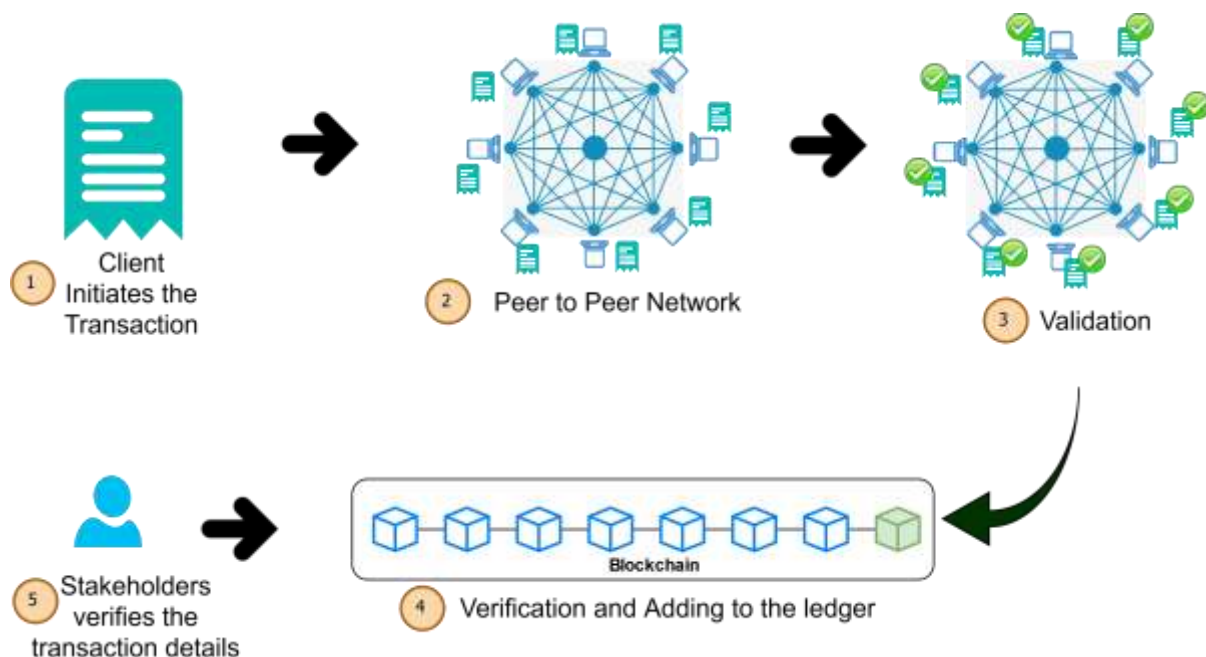 1
Client
Initiates the
Transaction
2
Peer to Peer Network
3
Validation
5
Stakeholders
verifies the
transaction details
Blockchain
4
Verification and Adding to the ledger